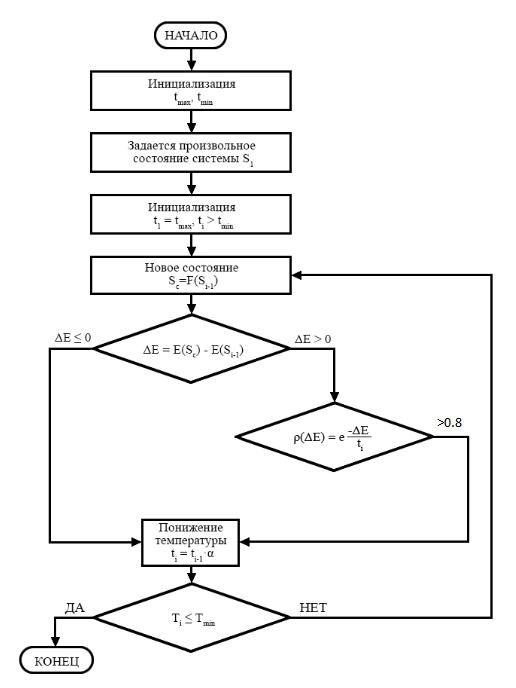 НАЧАЛО
Инициализация
t_max, t_min
Задается произвольное
состояние системы S_1
Инициализация
t_1 = t_max, t_i > t_min
Новое состояние
S_c=F(S_i-1)
ΔE ≤ 0
ΔE = E(S_c) - E(S_i-1)
ΔE > 0
ρ(ΔE) = e -ΔE/t_i
>0.8
Понижение
температуры
t_i = t_i-1·α
ДА
T_i ≤ T_min
НЕТ
КОНЕЦ